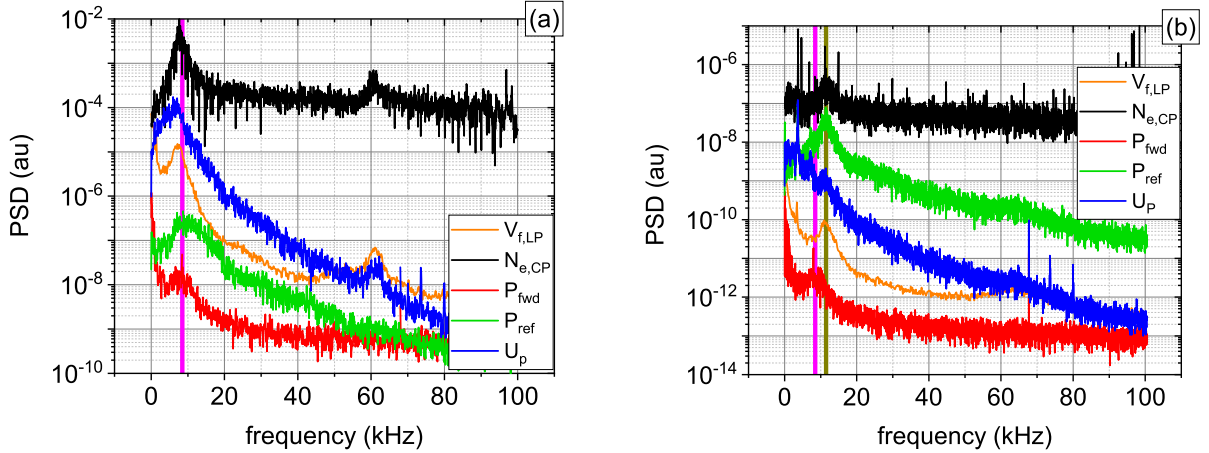 (a)
10⁻²
10⁻⁴
10⁻⁶
10⁻⁸
10⁻¹⁰
PSD (au)
V_f,LP
N_e,CP
P_fwd
P_ref
U_p
0 20 40 60 80 100
frequency (kHz)
(b)
10⁻⁶
10⁻⁸
10⁻¹⁰
10⁻¹²
10⁻¹⁴
PSD (au)
V_f,LP
N_e,CP
P_fwd
P_ref
U_P
0 20 40 60 80 100
frequency (kHz)